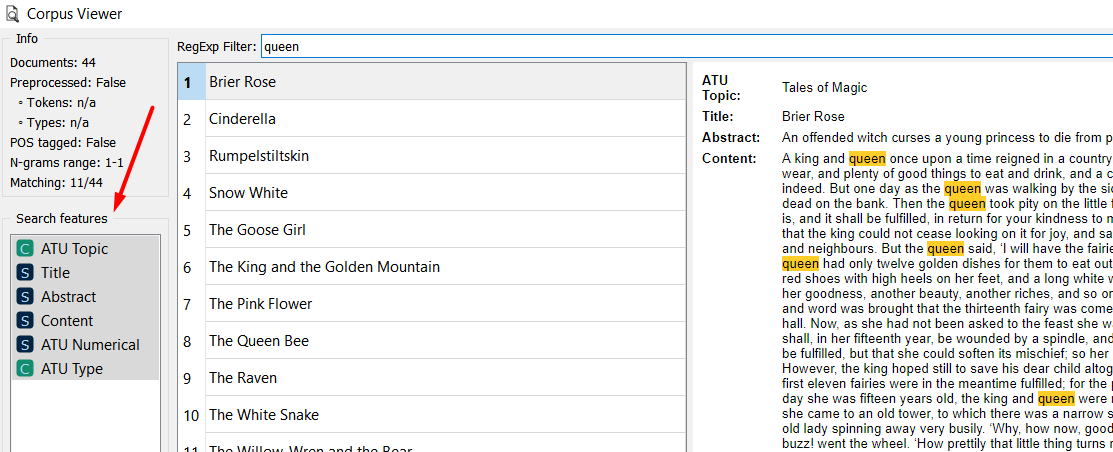 Corpus Viewer
Info
Documents: 44
Preprocessed: False
◦ Tokens: n/a
◦ Types: n/a
POS tagged: False
N-grams range: 1-1
Matching: 11/44
Search features
C ATU Topic
S Title
S Abstract
S Content
S ATU Numerical
C ATU Type
RegExp Filter: queen
1 Brier Rose
2 Cinderella
3 Rumpelstiltskin
4 Snow White
5 The Goose Girl
6 The King and the Golden Mountain
7 The Pink Flower
8 The Queen Bee
9 The Raven
10 The White Snake
11 The Willow-Wren and the Bear
ATU
Topic: Tales of Magic
Title: Brier Rose
Abstract: An offended witch curses a young princess to die from
Content: A king and queen once upon a time reigned in a country
wear, and plenty of good things to eat and drink, and a
indeed. But one day as the queen was walking by the
dead on the bank. Then the queen took pity on the little
is, and it shall be fulfilled, in return for your kindness to
that the king could not cease looking on it for joy, and
and neighbours. But the queen said, ‘I will have the
queen had only twelve golden dishes for them to eat out
red shoes with high heels on her feet, and a long white
her goodness, another beauty, another riches, and so
and word was brought that the thirteenth fairy was come
hall. Now, as she had not been asked to the feast she
shall, in her fifteenth year, be wounded by a spindle, and
be fulfilled, but that she could soften its mischief; so her
However, the king hoped still to save his dear child
first eleven fairies were in the meantime fulfilled; for the
day she was fifteen years old, the king and queen were
she came to an old tower, to which there was a narrow
old lady spinning away very busily. ‘Why, how now, good
buzz! went the wheel. ‘How prettily that little thing turns